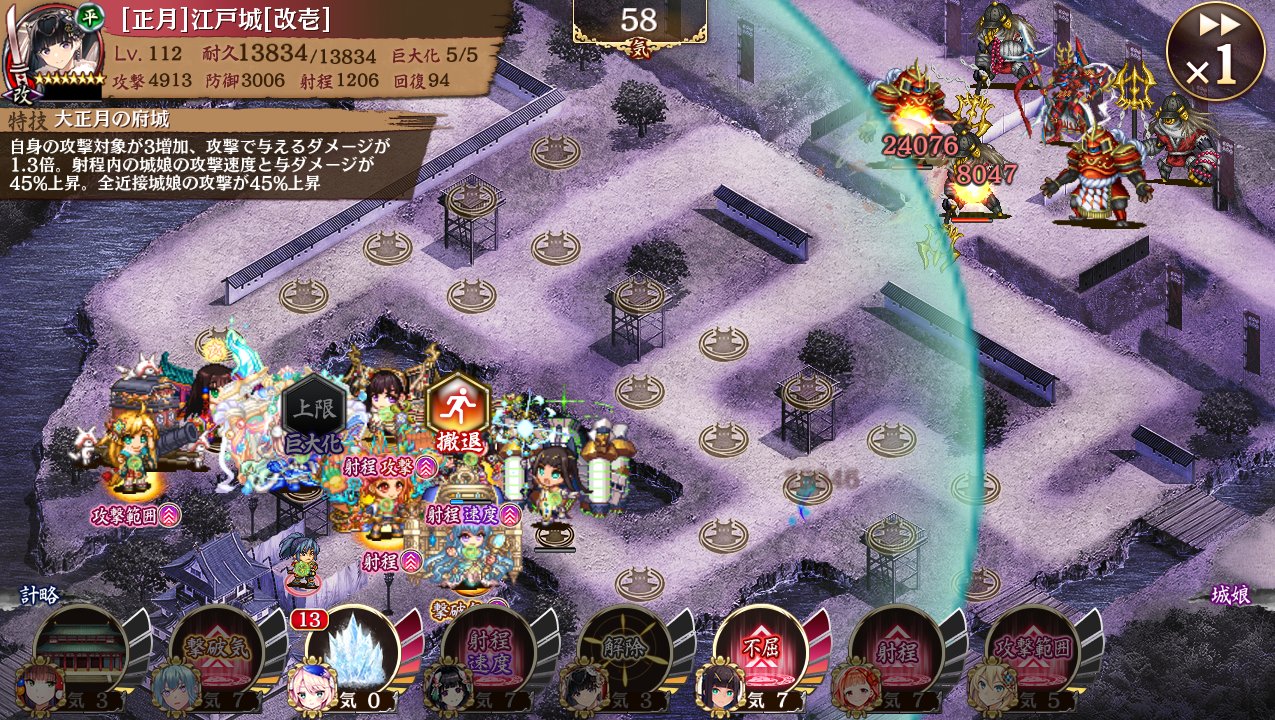 平
[正月]江戸城[改壱]
改
Lv. 112 耐久13834/13834 巨大化 5/5
攻撃4913 防御3006 射程1206 回復94
特技 大正月の府城
自身の攻撃対象が3増加、攻撃で与えるダメージが
1.3倍。射程内の城娘の攻撃速度と与ダメージが
45%上昇。全近接城娘の攻撃が45%上昇
58
気
×1
24076
8047
上限
巨大化
撤退
射程 攻撃
攻撃範囲
射程 速度
射程
計略
城娘
13
撃破気
射程
速度
解除
不屈
射程
攻撃範囲
気 3
気 7
気 0
気 7
気 3
気 7
気 7
気 5